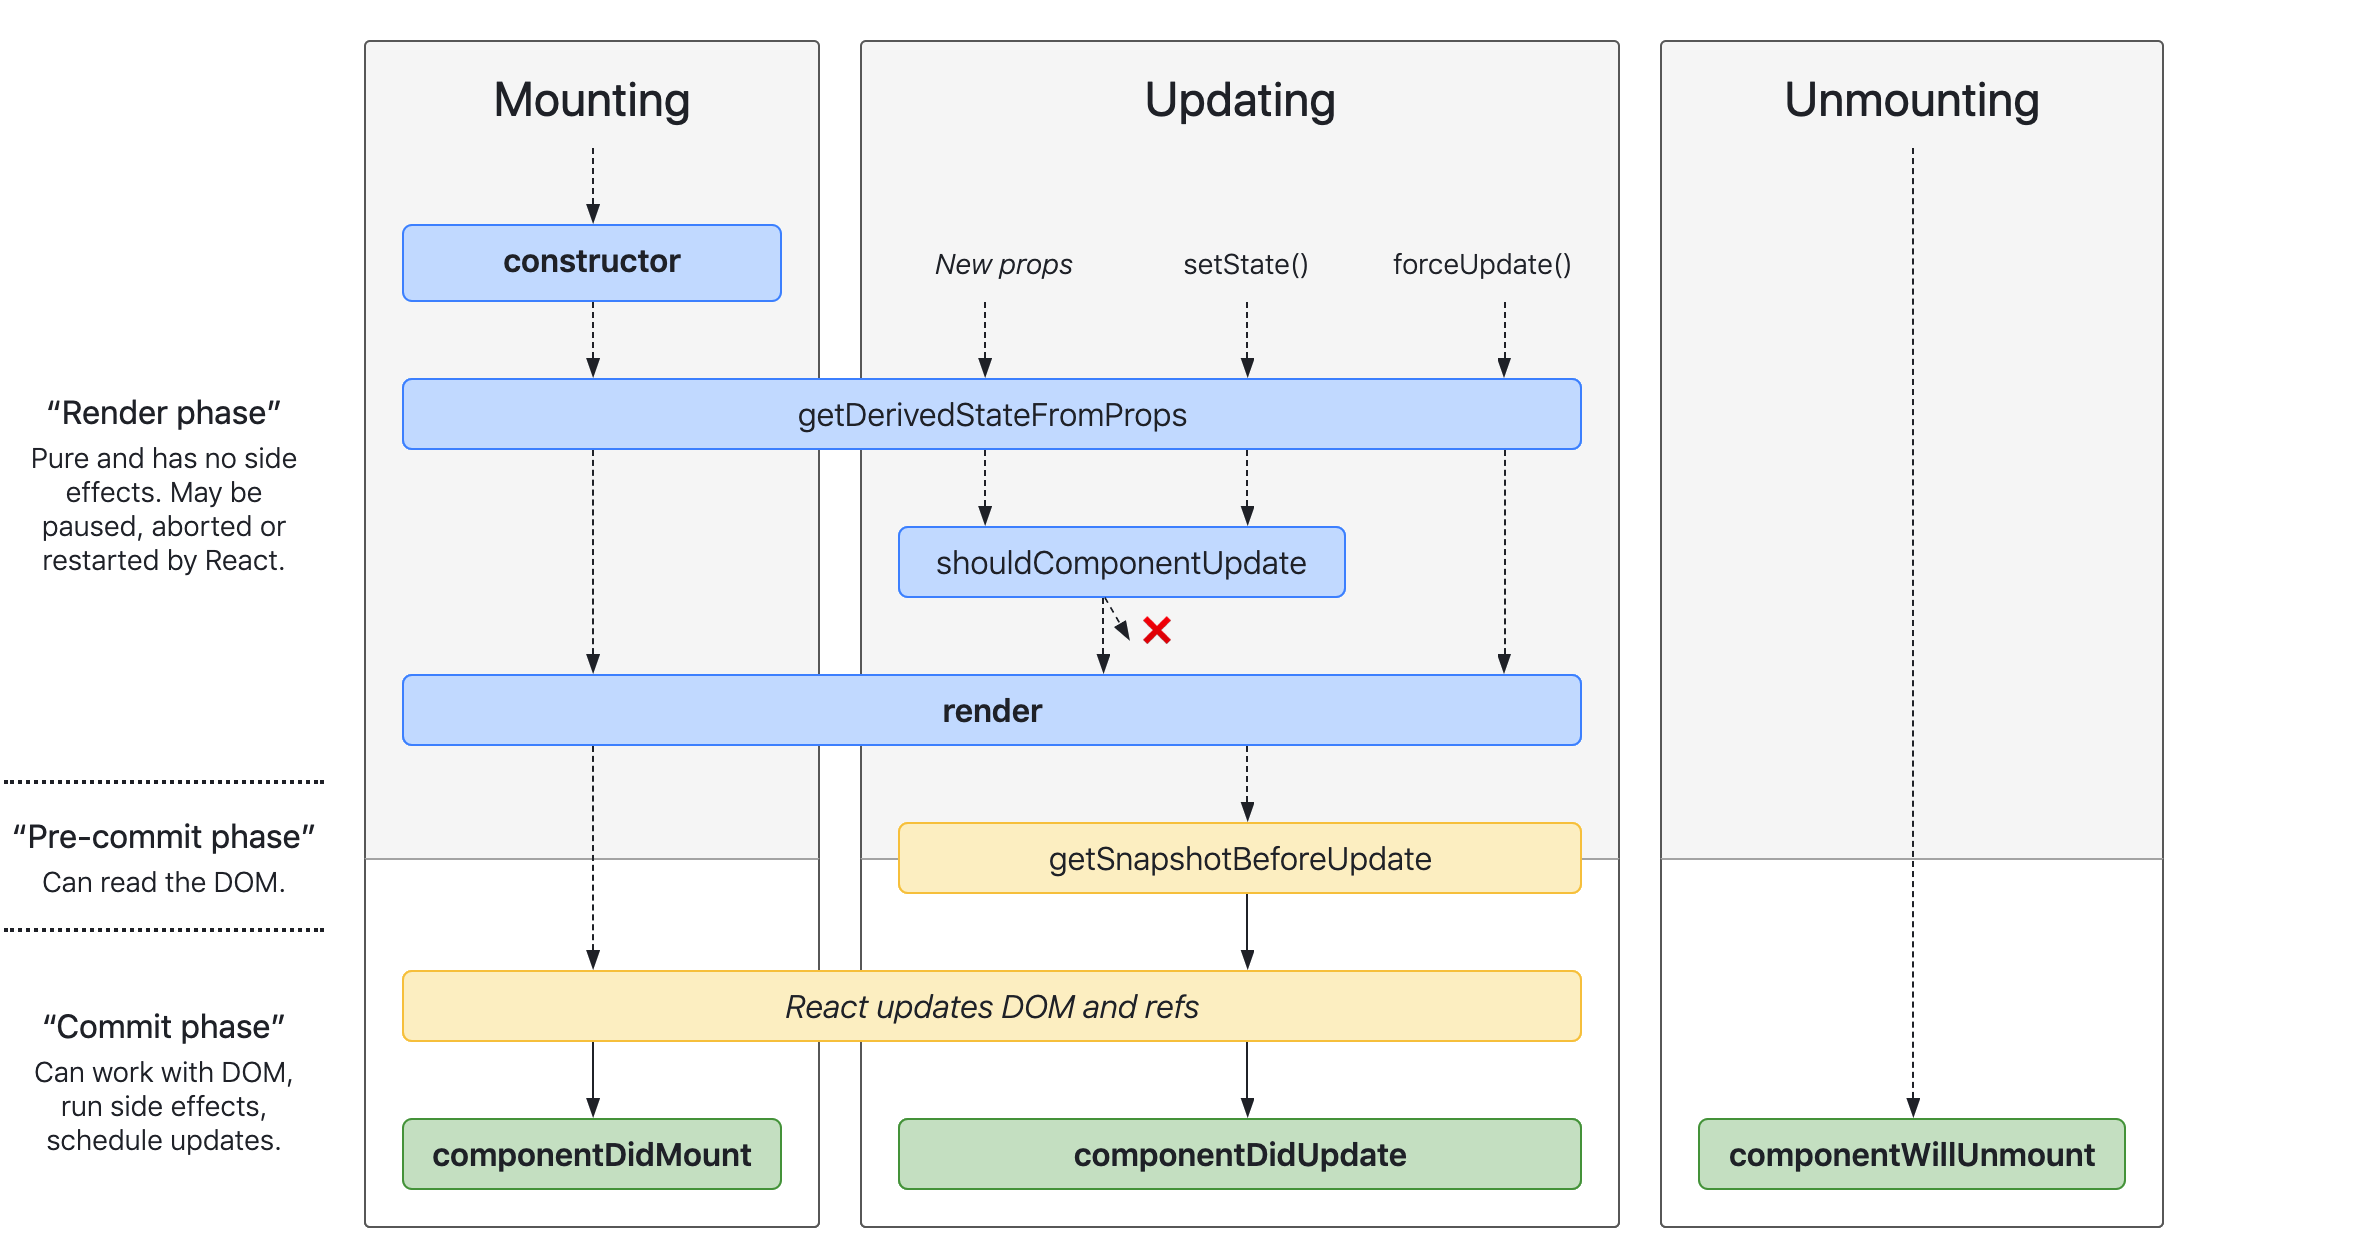 Mounting
Updating
Unmounting
constructor
New props
setState()
forceUpdate()
“Render phase”
Pure and has no side
effects. May be
paused, aborted or
restarted by React.
getDerivedStateFromProps
shouldComponentUpdate
render
“Pre-commit phase”
Can read the DOM.
getSnapshotBeforeUpdate
React updates DOM and refs
“Commit phase”
Can work with DOM,
run side effects,
schedule updates.
componentDidMount
componentDidUpdate
componentWillUnmount